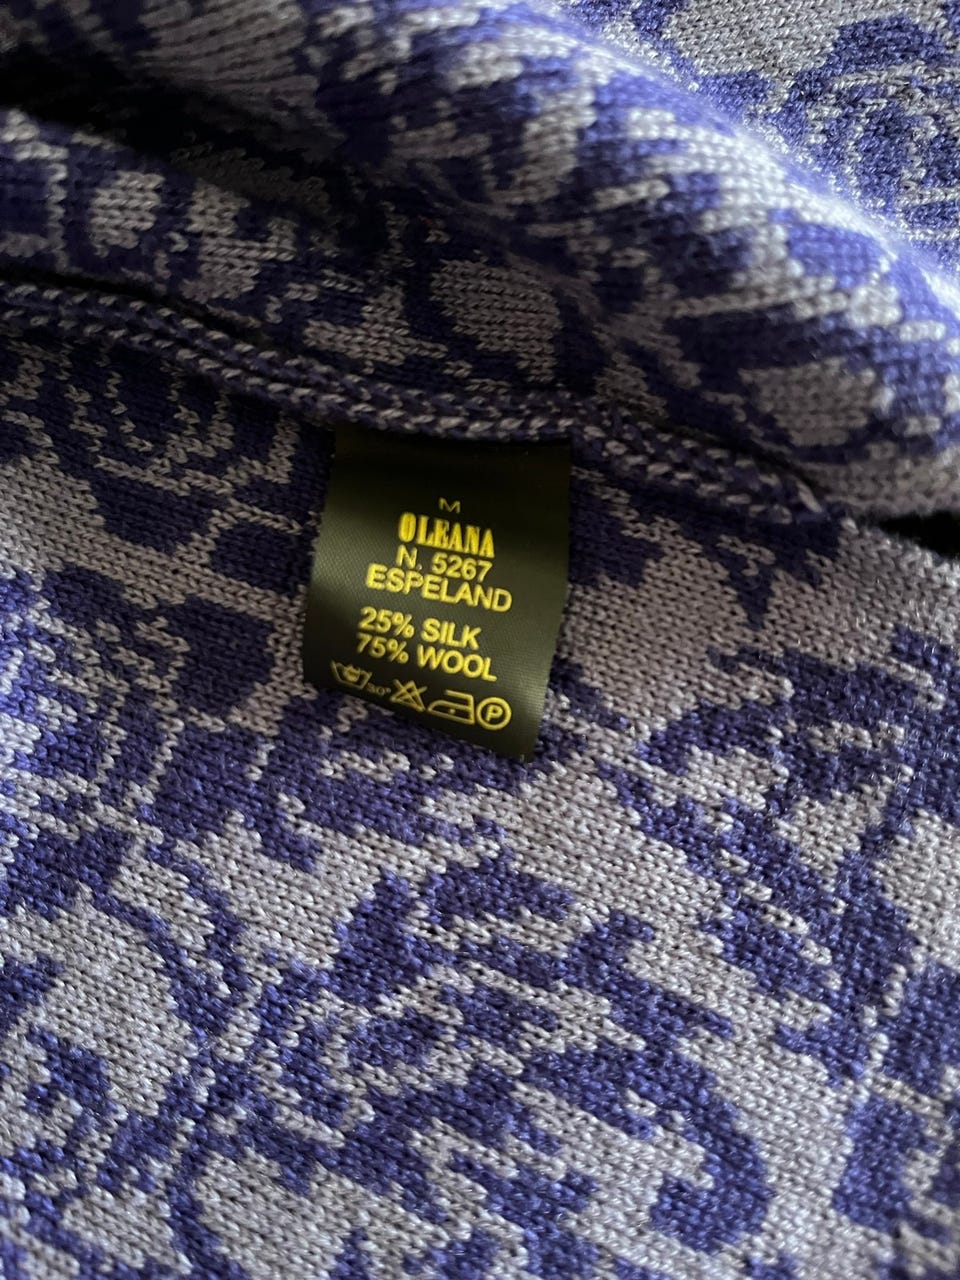 M
OLEANA
N. 5267
ESPELAND
25% SILK
75% WOOL
30°
P